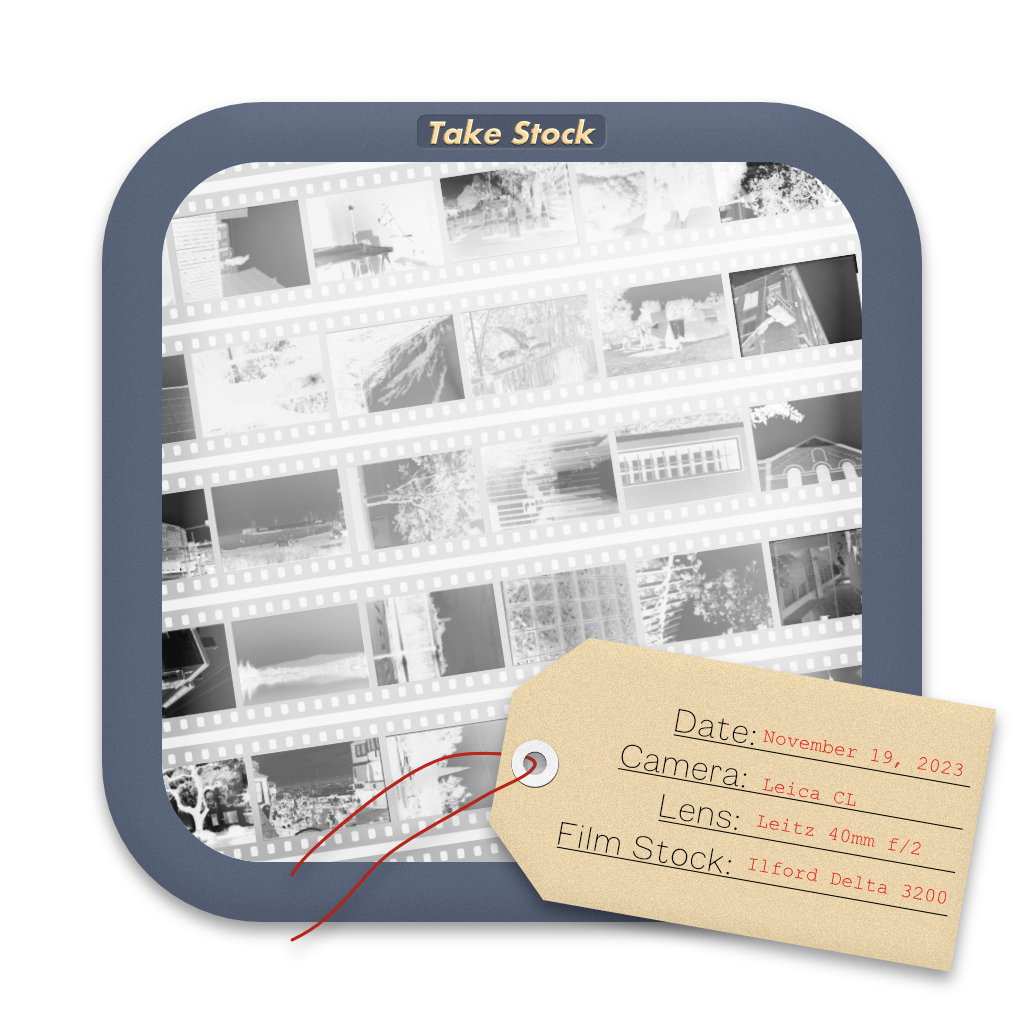 Take Stock
Date: November 19, 2023
Camera: Leica CL
Lens: Leitz 40mm f/2
Film Stock: Ilford Delta 3200